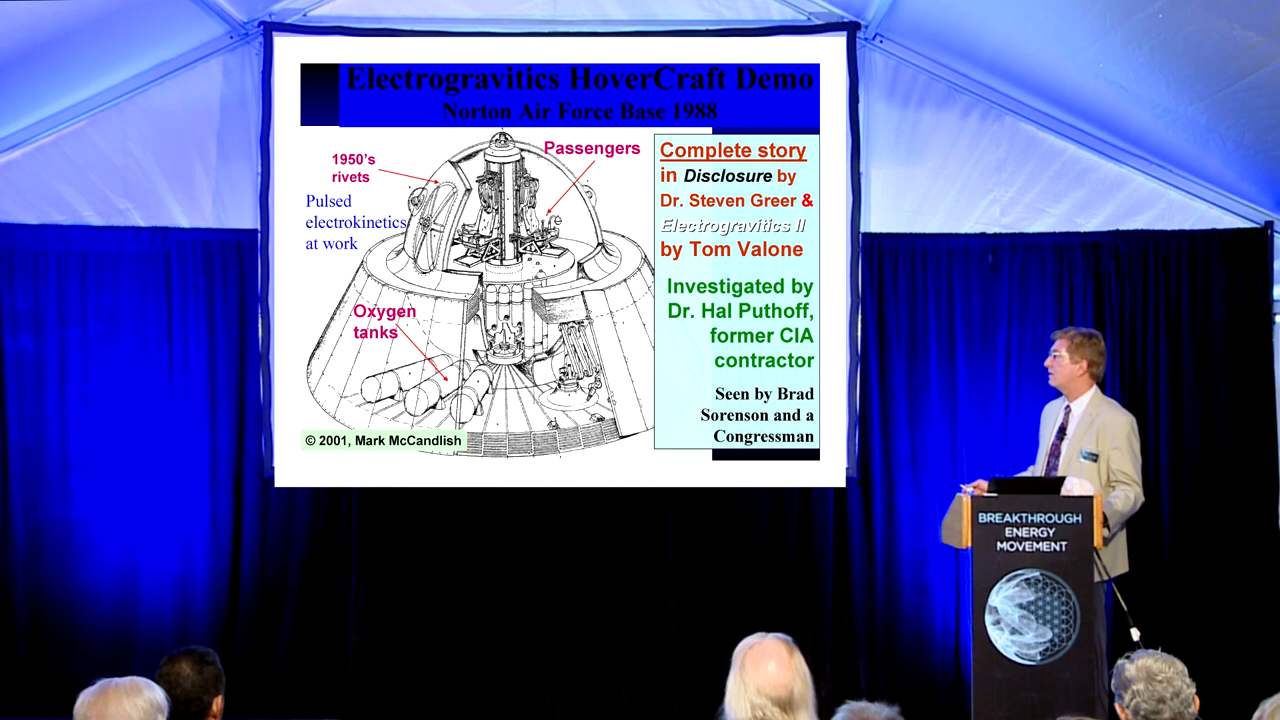 Electrogravitics HoverCraft Demo
Norton Air Force Base 1988
1950's
rivets
Passengers
Pulsed
electrokinetics
at work
Oxygen
tanks
© 2001, Mark McCandlish
Complete story
in Disclosure by
Dr. Steven Greer &
Electrogravitics II
by Tom Valone
Investigated by
Dr. Hal Puthoff,
former CIA
contractor
Seen by Brad
Sorenson and a
Congressman
BREAKTHROUGH
ENERGY
MOVEMENT